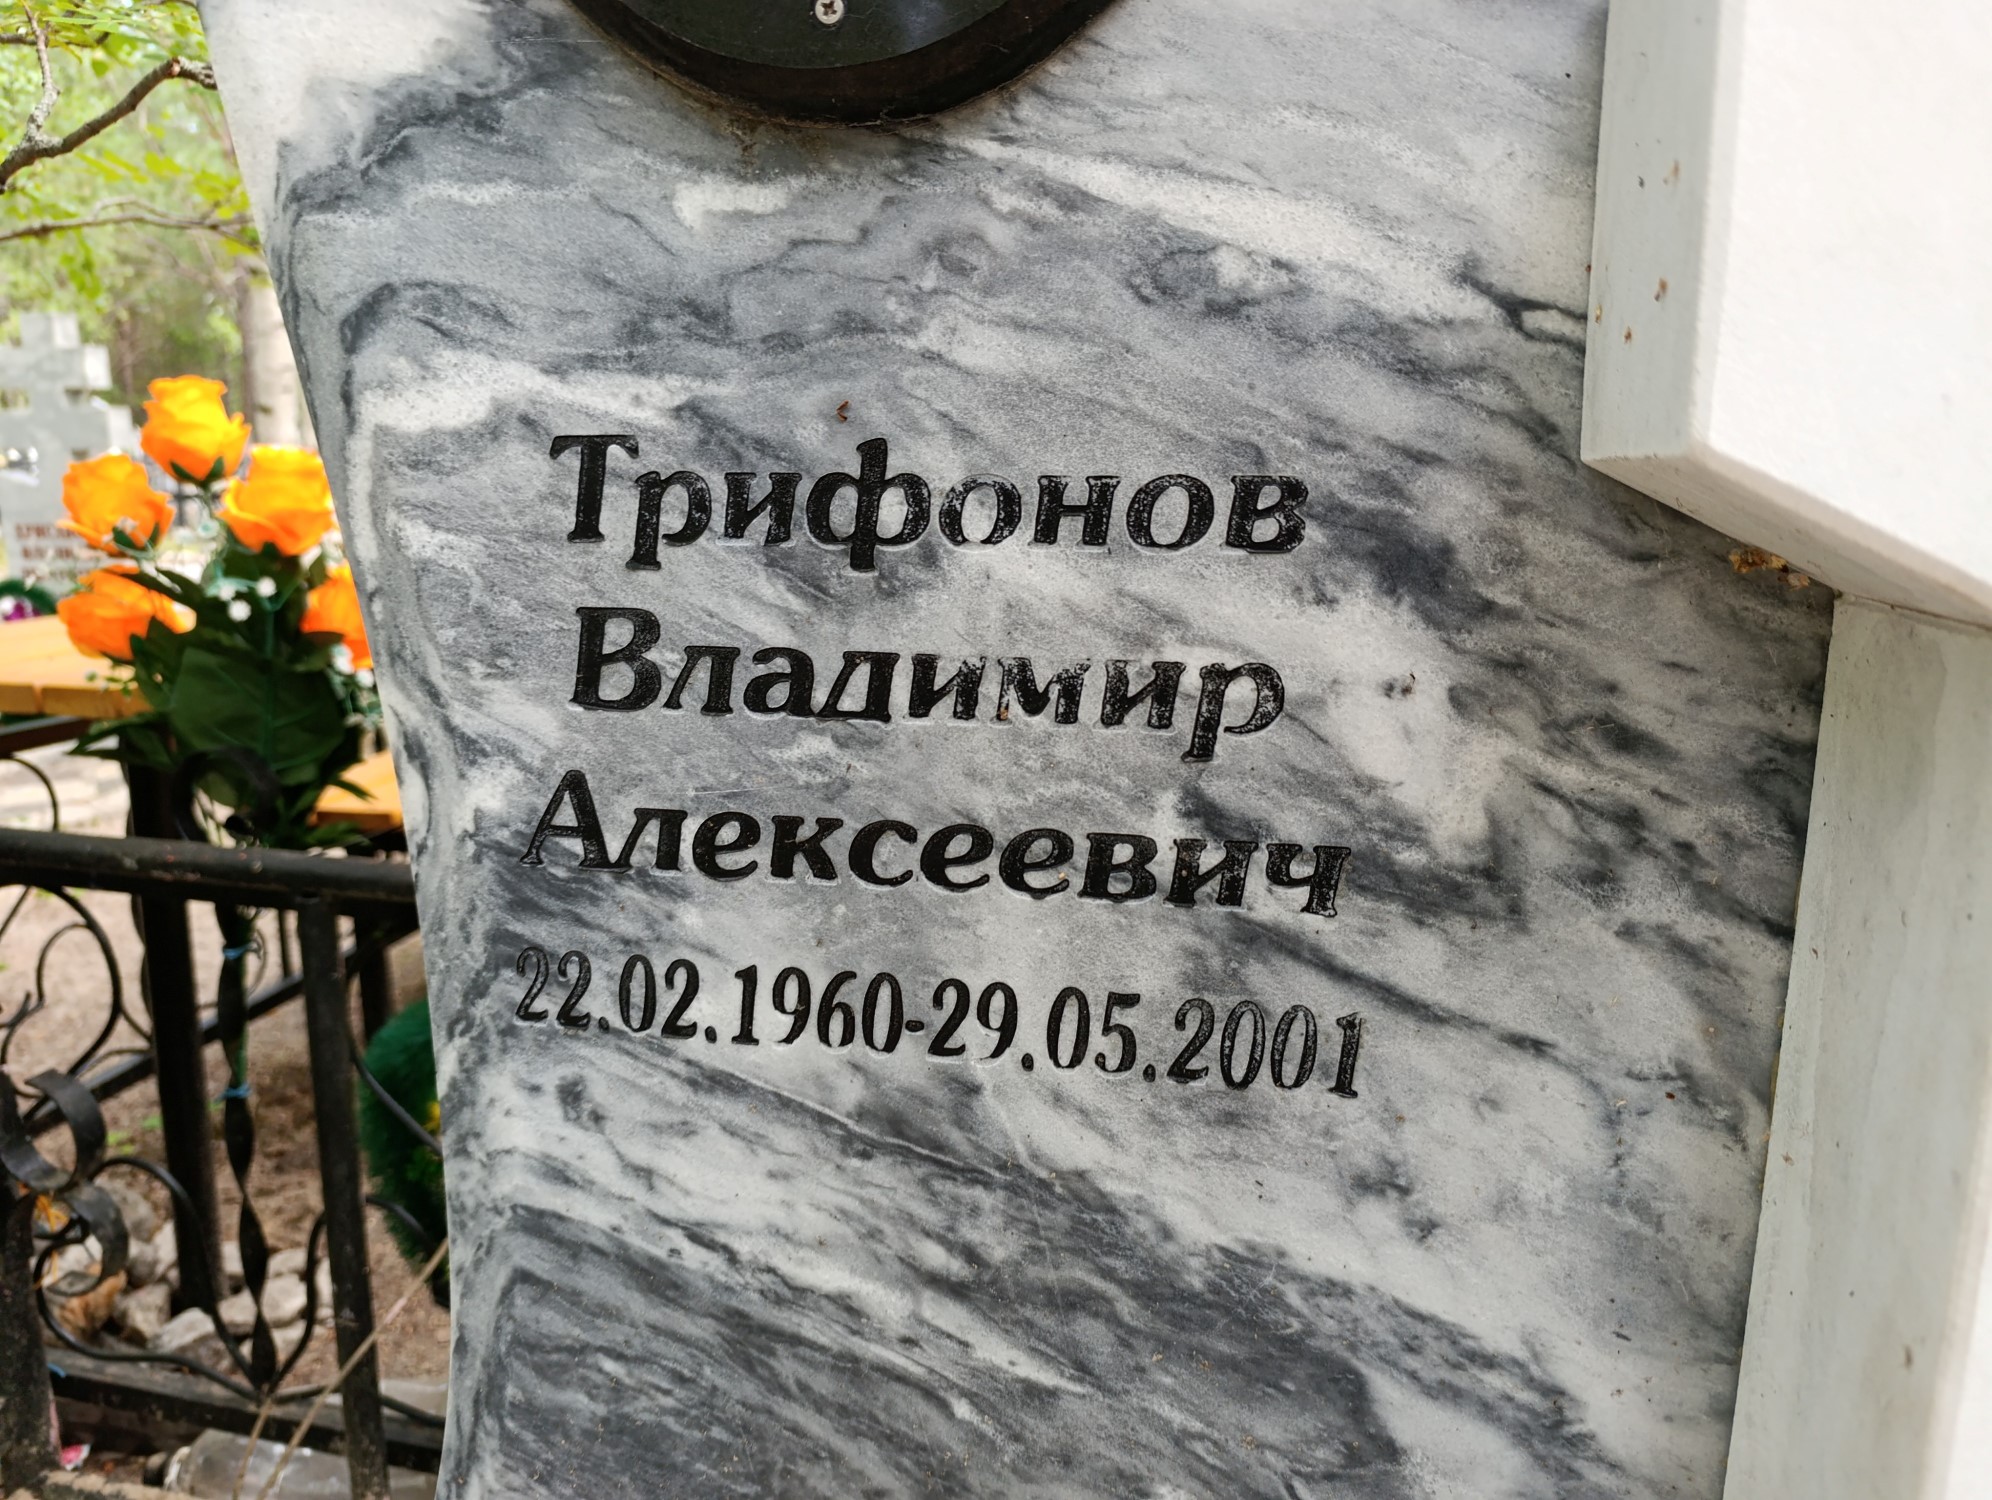 Трифонов
Владимир
Алексеевич
22.02.1960-29.05.2001